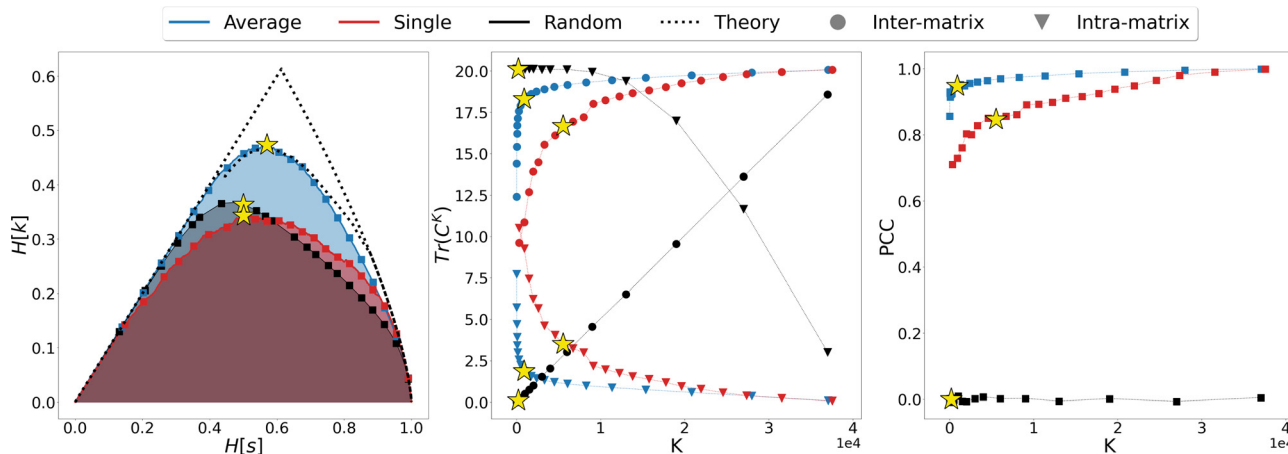 Average Single Random Theory Inter-matrix Intra-matrix
0.6
0.5
0.4
0.3
0.2
0.1
0.0
H[k]
0.0 0.2 0.4 0.6 0.8 1.0
H[s]
20.0
17.5
15.0
12.5
10.0
7.5
5.0
2.5
0.0
Tr(C^K)
0 1 2 3 4
1e4
K
1.0
0.8
0.6
0.4
0.2
0.0
PCC
0 1 2 3 4
1e4
K